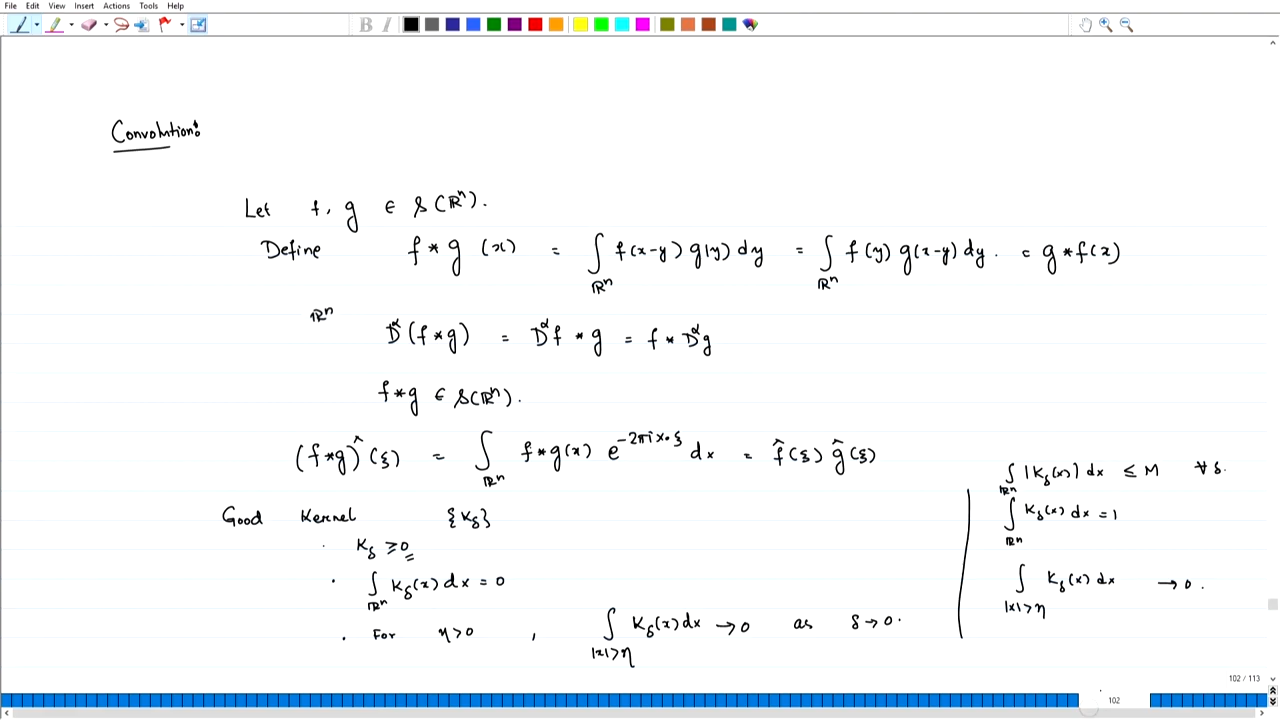 File Edit View Insert Actions Tools Help
B I
Convolution:
Let f, g ∈ S(ℝⁿ).
Define f * g (x) = ∫_{ℝⁿ} f(x-y) g(y) dy = ∫_{ℝⁿ} f(y) g(x-y) dy. = g * f(x)
ℝⁿ
D^α(f*g) = D^α f * g = f * D^α g
f*g ∈ S(ℝⁿ).
(f*g)^(ξ) = ∫_{ℝⁿ} f*g(x) e^{-2πi x·ξ} dx = f̂(ξ) ĝ(ξ)
Good Kernel {K_δ}
· K_δ ≥ 0
· ∫_{ℝⁿ} K_δ(x) dx = 0
· For η>0 , ∫_{|x|>η} K_δ(x) dx → 0 as δ→0.
∫_{ℝⁿ} |K_δ(x)| dx ≤ M ∀ δ.
∫_{ℝⁿ} K_δ(x) dx = 1
∫_{|x|>η} K_δ(x) dx → 0.
102 / 113
102